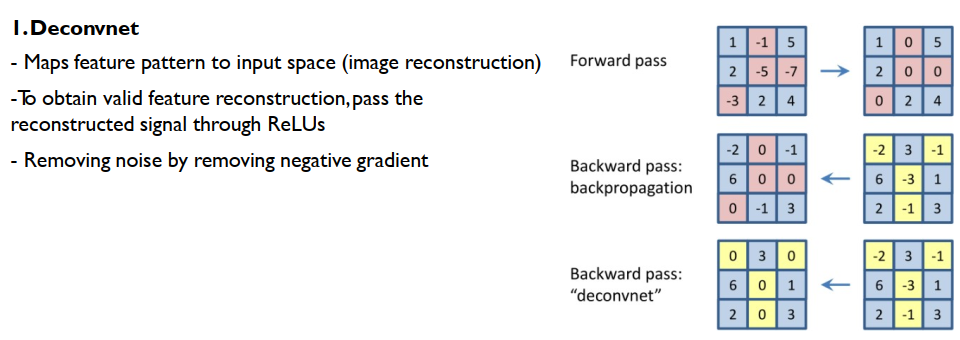 1.Deconvnet
- Maps feature pattern to input space (image reconstruction)
-To obtain valid feature reconstruction, pass the
reconstructed signal through ReLUs
- Removing noise by removing negative gradient
Forward pass
1 -1 5 1 0 5
2 -5 -7 2 0 0
-3 2 4 0 2 4
Backward pass:
backpropagation
-2 0 -1 -2 3 -1
6 0 0 6 -3 1
0 -1 3 2 -1 3
Backward pass:
“deconvnet”
0 3 0 -2 3 -1
6 0 1 6 -3 1
2 0 3 2 -1 3